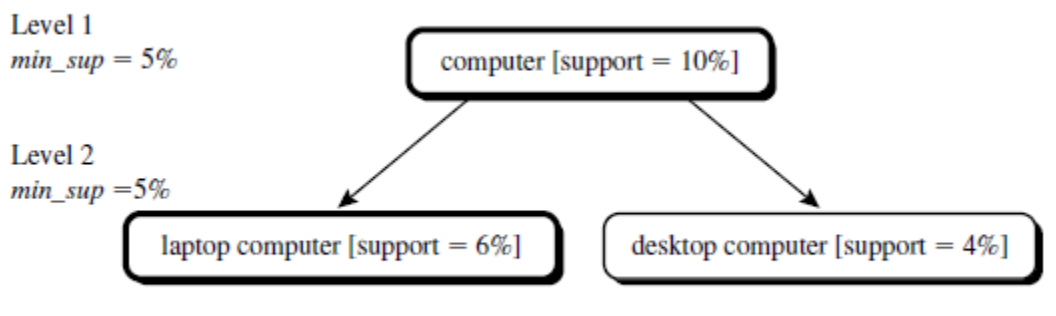 Level 1
min_sup = 5%
computer [support = 10%]
Level 2
min_sup =5%
laptop computer [support = 6%]
desktop computer [support = 4%]